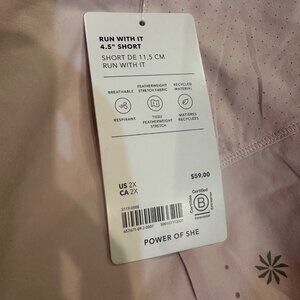 RUN WITH IT
4.5" SHORT
SHORT DE 11,5 CM
RUN WITH IT
BREATHABLE
FEATHERWEIGHT
STRETCH FABRIC
RECYCLED
MATERIAL
RESPIRANT
TISSU
FEATHERWEIGHT
STRETCH
MATIÈRES
RECYCLÉES
US 2X
CA 2X
$59.00
Certified
B
Corporation
POWER OF SHE